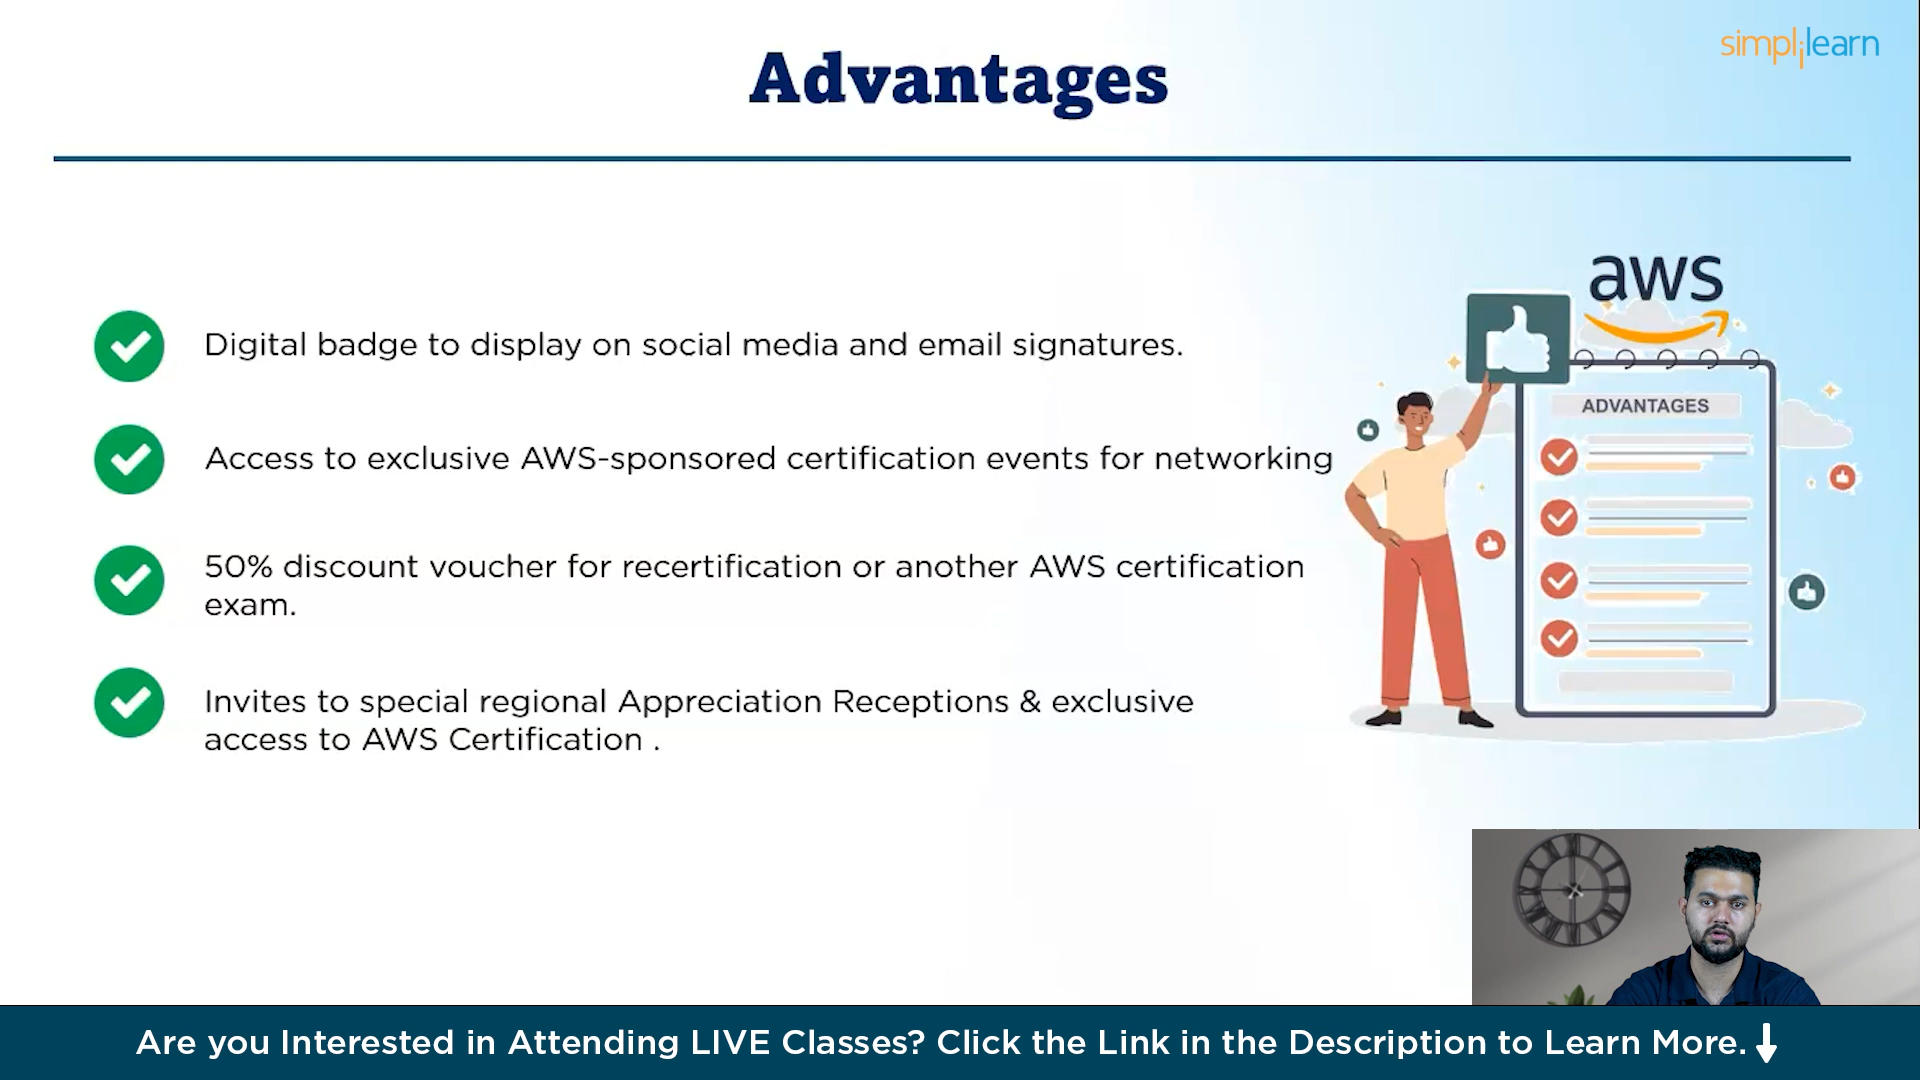 simplilearn
Advantages
aws
ADVANTAGES
Digital badge to display on social media and email signatures.
Access to exclusive AWS-sponsored certification events for networking
50% discount voucher for recertification or another AWS certification
exam.
Invites to special regional Appreciation Receptions & exclusive
access to AWS Certification .
Are you Interested in Attending LIVE Classes? Click the Link in the Description to Learn More.